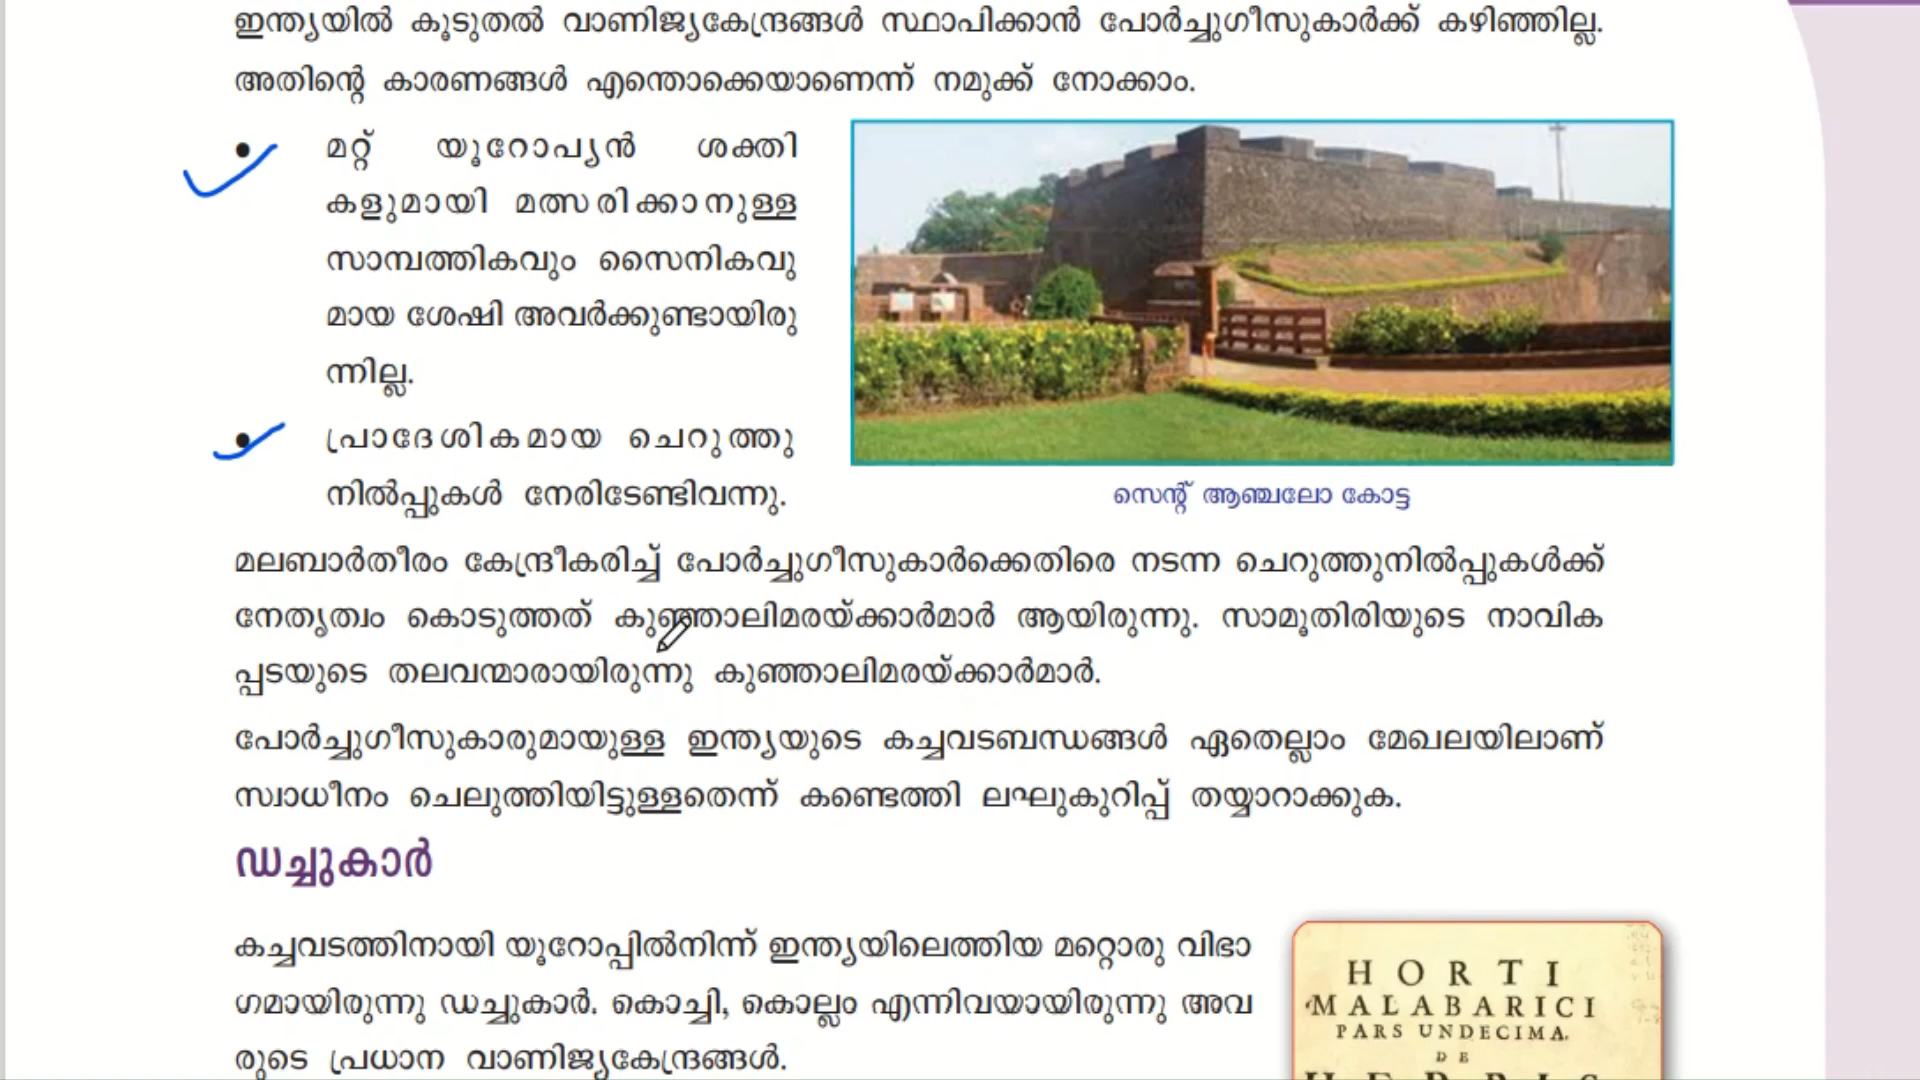 ഇന്ത്യയിൽ കൂടുതൽ വാണിജ്യകേന്ദ്രങ്ങൾ സ്ഥാപിക്കാൻ പോർച്ചുഗീസുകാർക്ക് കഴിഞ്ഞില്ല.
അതിന്റെ കാരണങ്ങൾ എന്തൊക്കെയാണെന്ന് നമുക്ക് നോക്കാം.
• മറ്റ് യൂറോപ്യൻ ശക്തി
കളുമായി മത്സരിക്കാനുള്ള
സാമ്പത്തികവും സൈനികവു
മായ ശേഷി അവർക്കുണ്ടായിരു
ന്നില്ല.
• പ്രാദേശികമായ ചെറുത്തു
നിൽപ്പുകൾ നേരിടേണ്ടിവന്നു.
സെന്റ് ആഞ്ചലോ കോട്ട
മലബാർതീരം കേന്ദ്രീകരിച്ച് പോർച്ചുഗീസുകാർക്കെതിരെ നടന്ന ചെറുത്തുനിൽപ്പുകൾക്ക്
നേതൃത്വം കൊടുത്തത് കുഞ്ഞാലിമരയ്ക്കാർമാർ ആയിരുന്നു. സാമൂതിരിയുടെ നാവിക
പ്പടയുടെ തലവന്മാരായിരുന്നു കുഞ്ഞാലിമരയ്ക്കാർമാർ.
പോർച്ചുഗീസുകാരുമായുള്ള ഇന്ത്യയുടെ കച്ചവടബന്ധങ്ങൾ ഏതെല്ലാം മേഖലയിലാണ്
സ്വാധീനം ചെലുത്തിയിട്ടുള്ളതെന്ന് കണ്ടെത്തി ലഘുകുറിപ്പ് തയ്യാറാക്കുക.
ഡച്ചുകാർ
കച്ചവടത്തിനായി യൂറോപ്പിൽനിന്ന് ഇന്ത്യയിലെത്തിയ മറ്റൊരു വിഭാ
ഗമായിരുന്നു ഡച്ചുകാർ. കൊച്ചി, കൊല്ലം എന്നിവയായിരുന്നു അവ
രുടെ പ്രധാന വാണിജ്യകേന്ദ്രങ്ങൾ.
HORTI
MALABARICI
PARS UNDECIMA.
DE